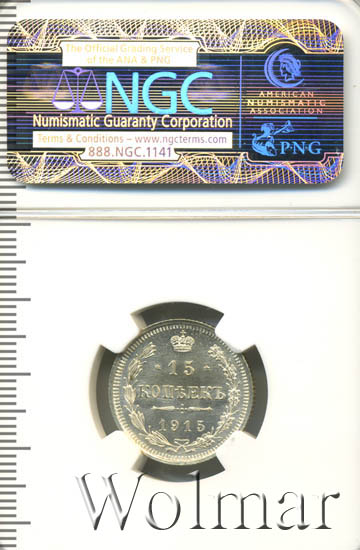 The Official Grading Service
of the ANA & PNG
NGC
Numismatic Guaranty Corporation
Terms & Conditions – www.ngcterms.com
888.NGC.1141
AMERICAN
NUMISMATIC
ASSOCIATION
PNG
15
КОПѢЕКЪ
1915
Wolmar